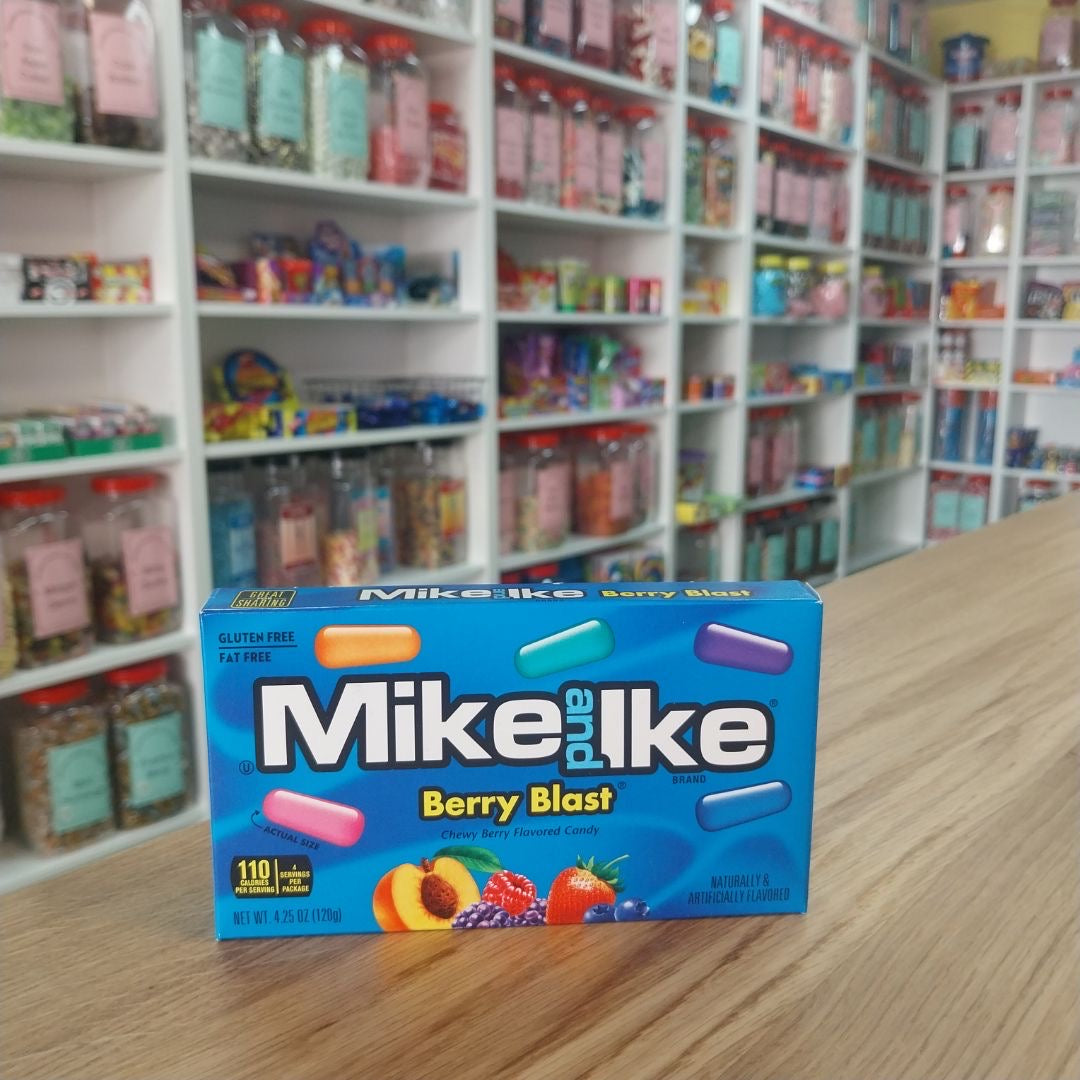 GREAT
FOR
SHARING
Mike and Ike Berry Blast
GLUTEN FREE
FAT FREE
Mike and Ike®
BRAND
Berry Blast®
Chewy Berry Flavored Candy
ACTUAL SIZE
110
CALORIES
PER SERVING
4
SERVINGS
PER
PACKAGE
NET WT. 4.25 OZ (120g)
NATURALLY &
ARTIFICIALLY FLAVORED